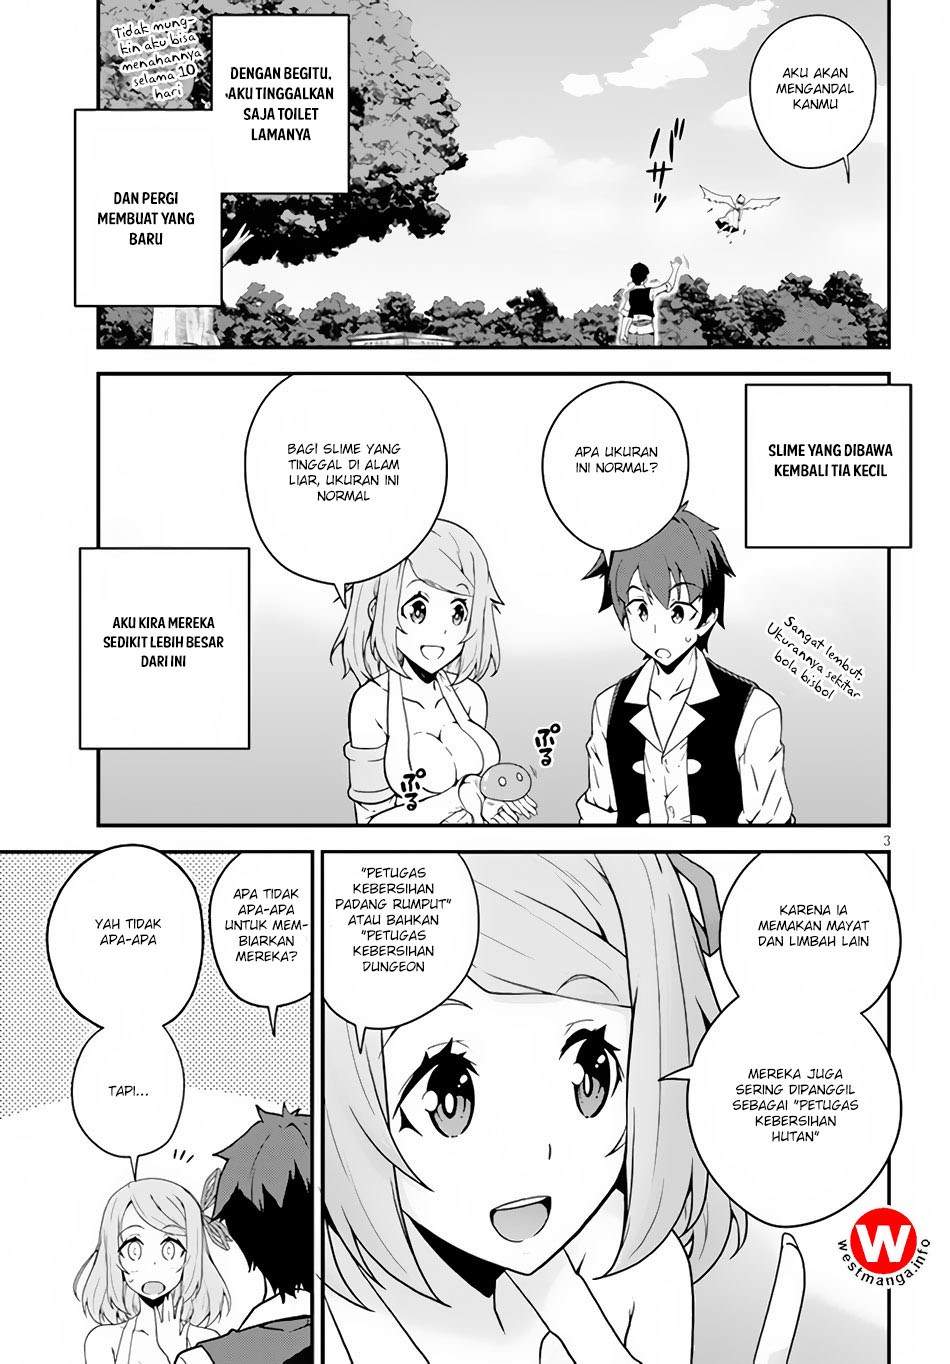 AKU AKAN
MENGANDAL
KANMU
DENGAN BEGITU,
AKU TINGGALKAN
SAJA TOILET
LAMANYA
Tidak mung-
kin aku bisa
menahannya
selama 10
hari
DAN PERGI
MEMBUAT YANG
BARU
SLIME YANG DIBAWA
KEMBALI TIA KECIL
APA UKURAN
INI NORMAL?
BAGI SLIME YANG
TINGGAL DI ALAM
LIAR, UKURAN INI
NORMAL
Sangat lembut.
Ukurannya sekitar
bola bisbol
AKU KIRA MEREKA
SEDIKIT LEBIH BESAR
DARI INI
ぷる
ぷる
3
KARENA IA
MEMAKAN MAYAT
DAN LIMBAH LAIN
MEREKA JUGA
SERING DIPANGGIL
SEBAGAI "PETUGAS
KEBERSIHAN
HUTAN"
"PETUGAS
KEBERSIHAN
PADANG RUMPUT"
ATAU BAHKAN
"PETUGAS
KEBERSIHAN
DUNGEON
APA TIDAK
APA-APA
UNTUK MEM-
BIARKAN
MEREKA?
YAH TIDAK
APA-APA
TAPI...
W
westmanga.info